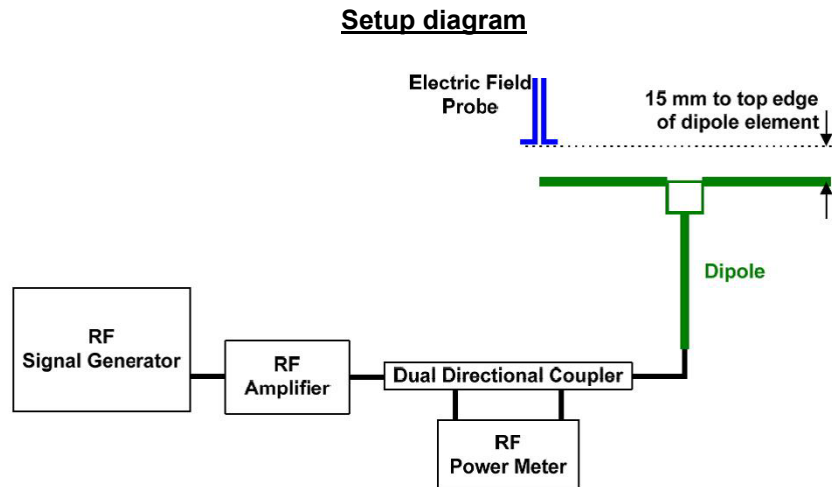 Setup diagram
Electric Field
Probe
15 mm to top edge
of dipole element
Dipole
RF
Signal Generator
RF
Amplifier
Dual Directional Coupler
RF
Power Meter